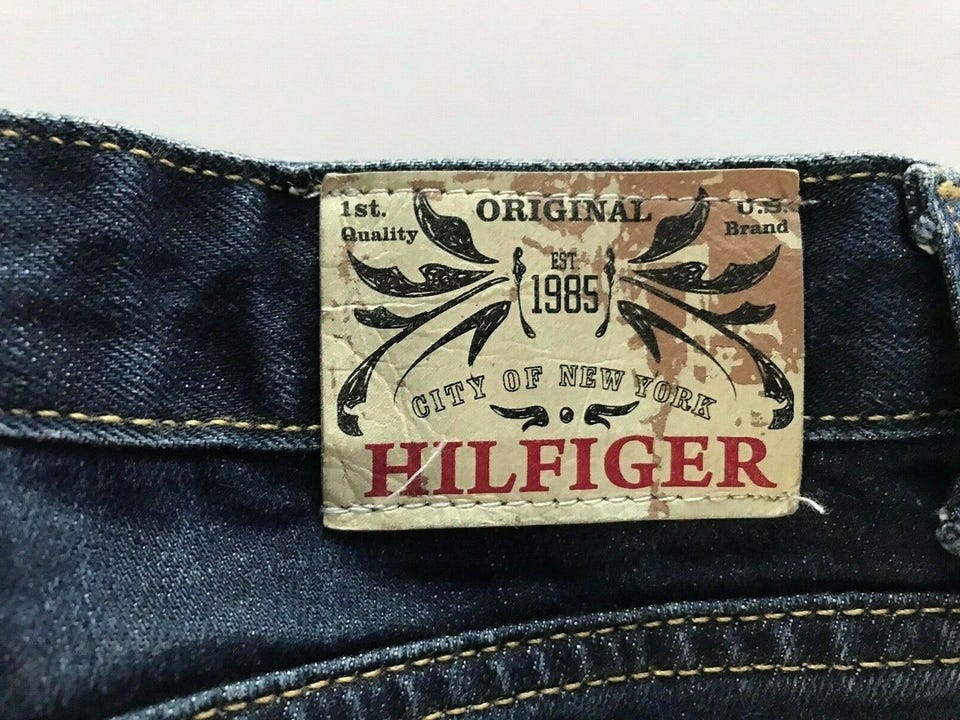 1st. ORIGINAL U.S.
Quality Brand
EST.
1985
CITY OF NEW YORK
HILFIGER